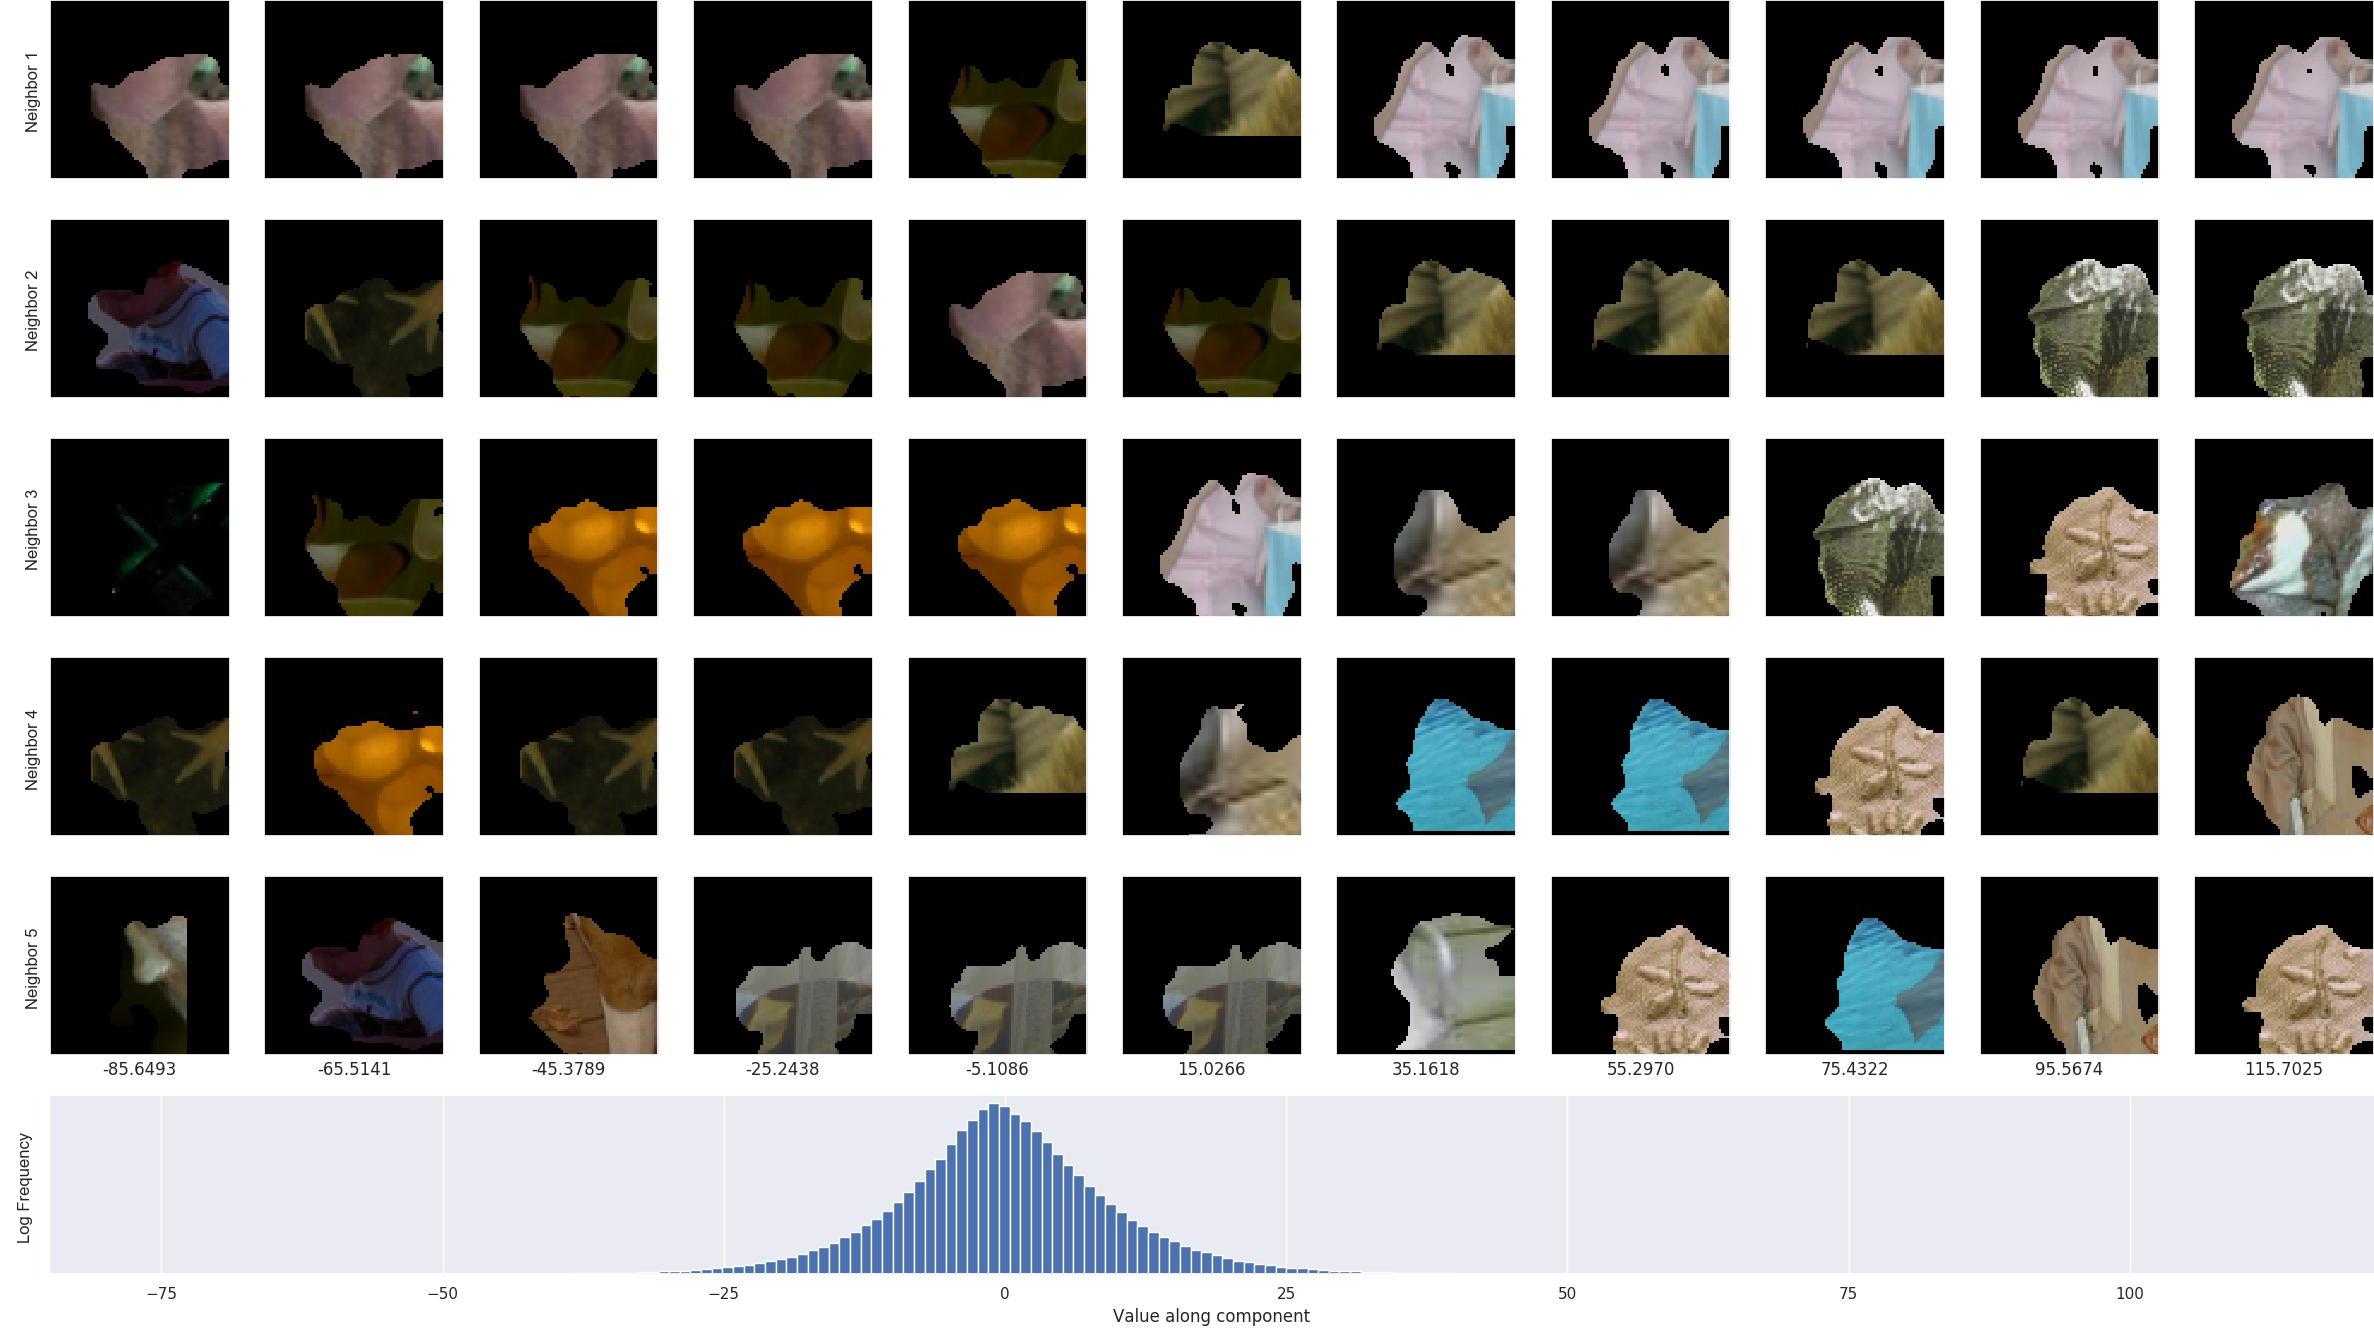 Neighbor 1
Neighbor 2
Neighbor 3
Neighbor 4
Neighbor 5
-85.6493 -65.5141 -45.3789 -25.2438 -5.1086 15.0266 35.1618 55.2970 75.4322 95.5674 115.7025
Log Frequency
−75 −50 −25 0 25 50 75 100
Value along component